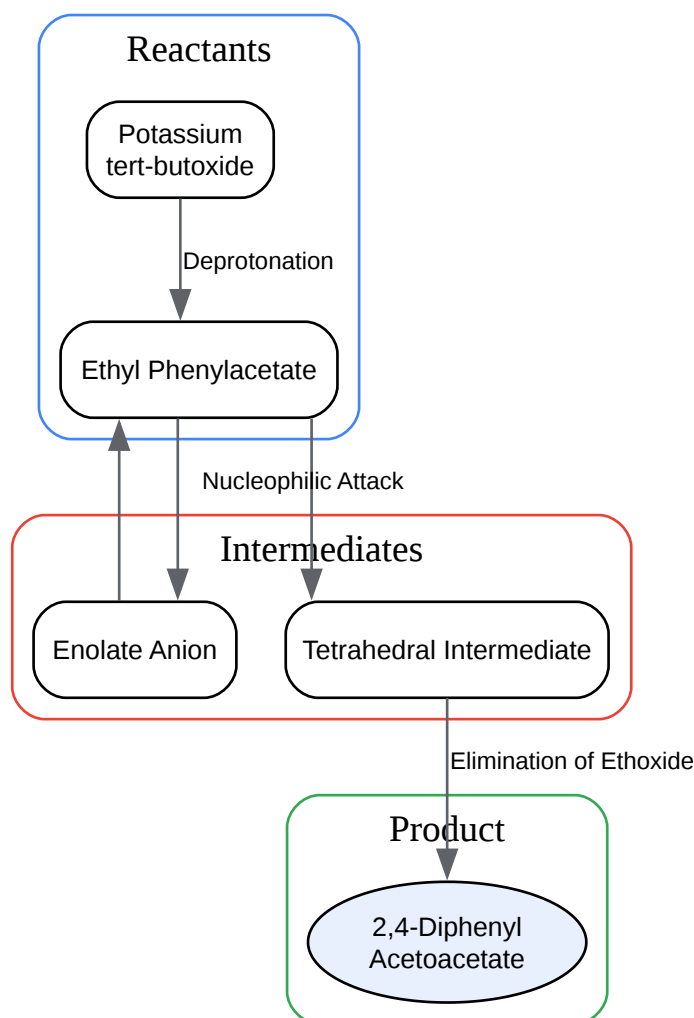 Reactants
Potassium
tert-butoxide
Deprotonation
Ethyl Phenylacetate
Nucleophilic Attack
Intermediates
Enolate Anion
Tetrahedral Intermediate
Elimination of Ethoxide
Product
2,4-Diphenyl
Acetoacetate